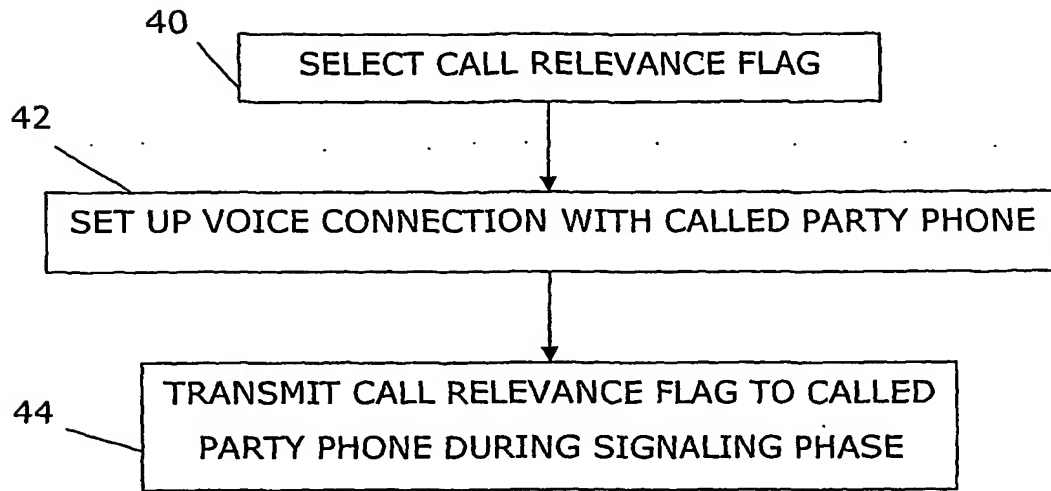 40
SELECT CALL RELEVANCE FLAG
42
SET UP VOICE CONNECTION WITH CALLED PARTY PHONE
44
TRANSMIT CALL RELEVANCE FLAG TO CALLED
PARTY PHONE DURING SIGNALING PHASE